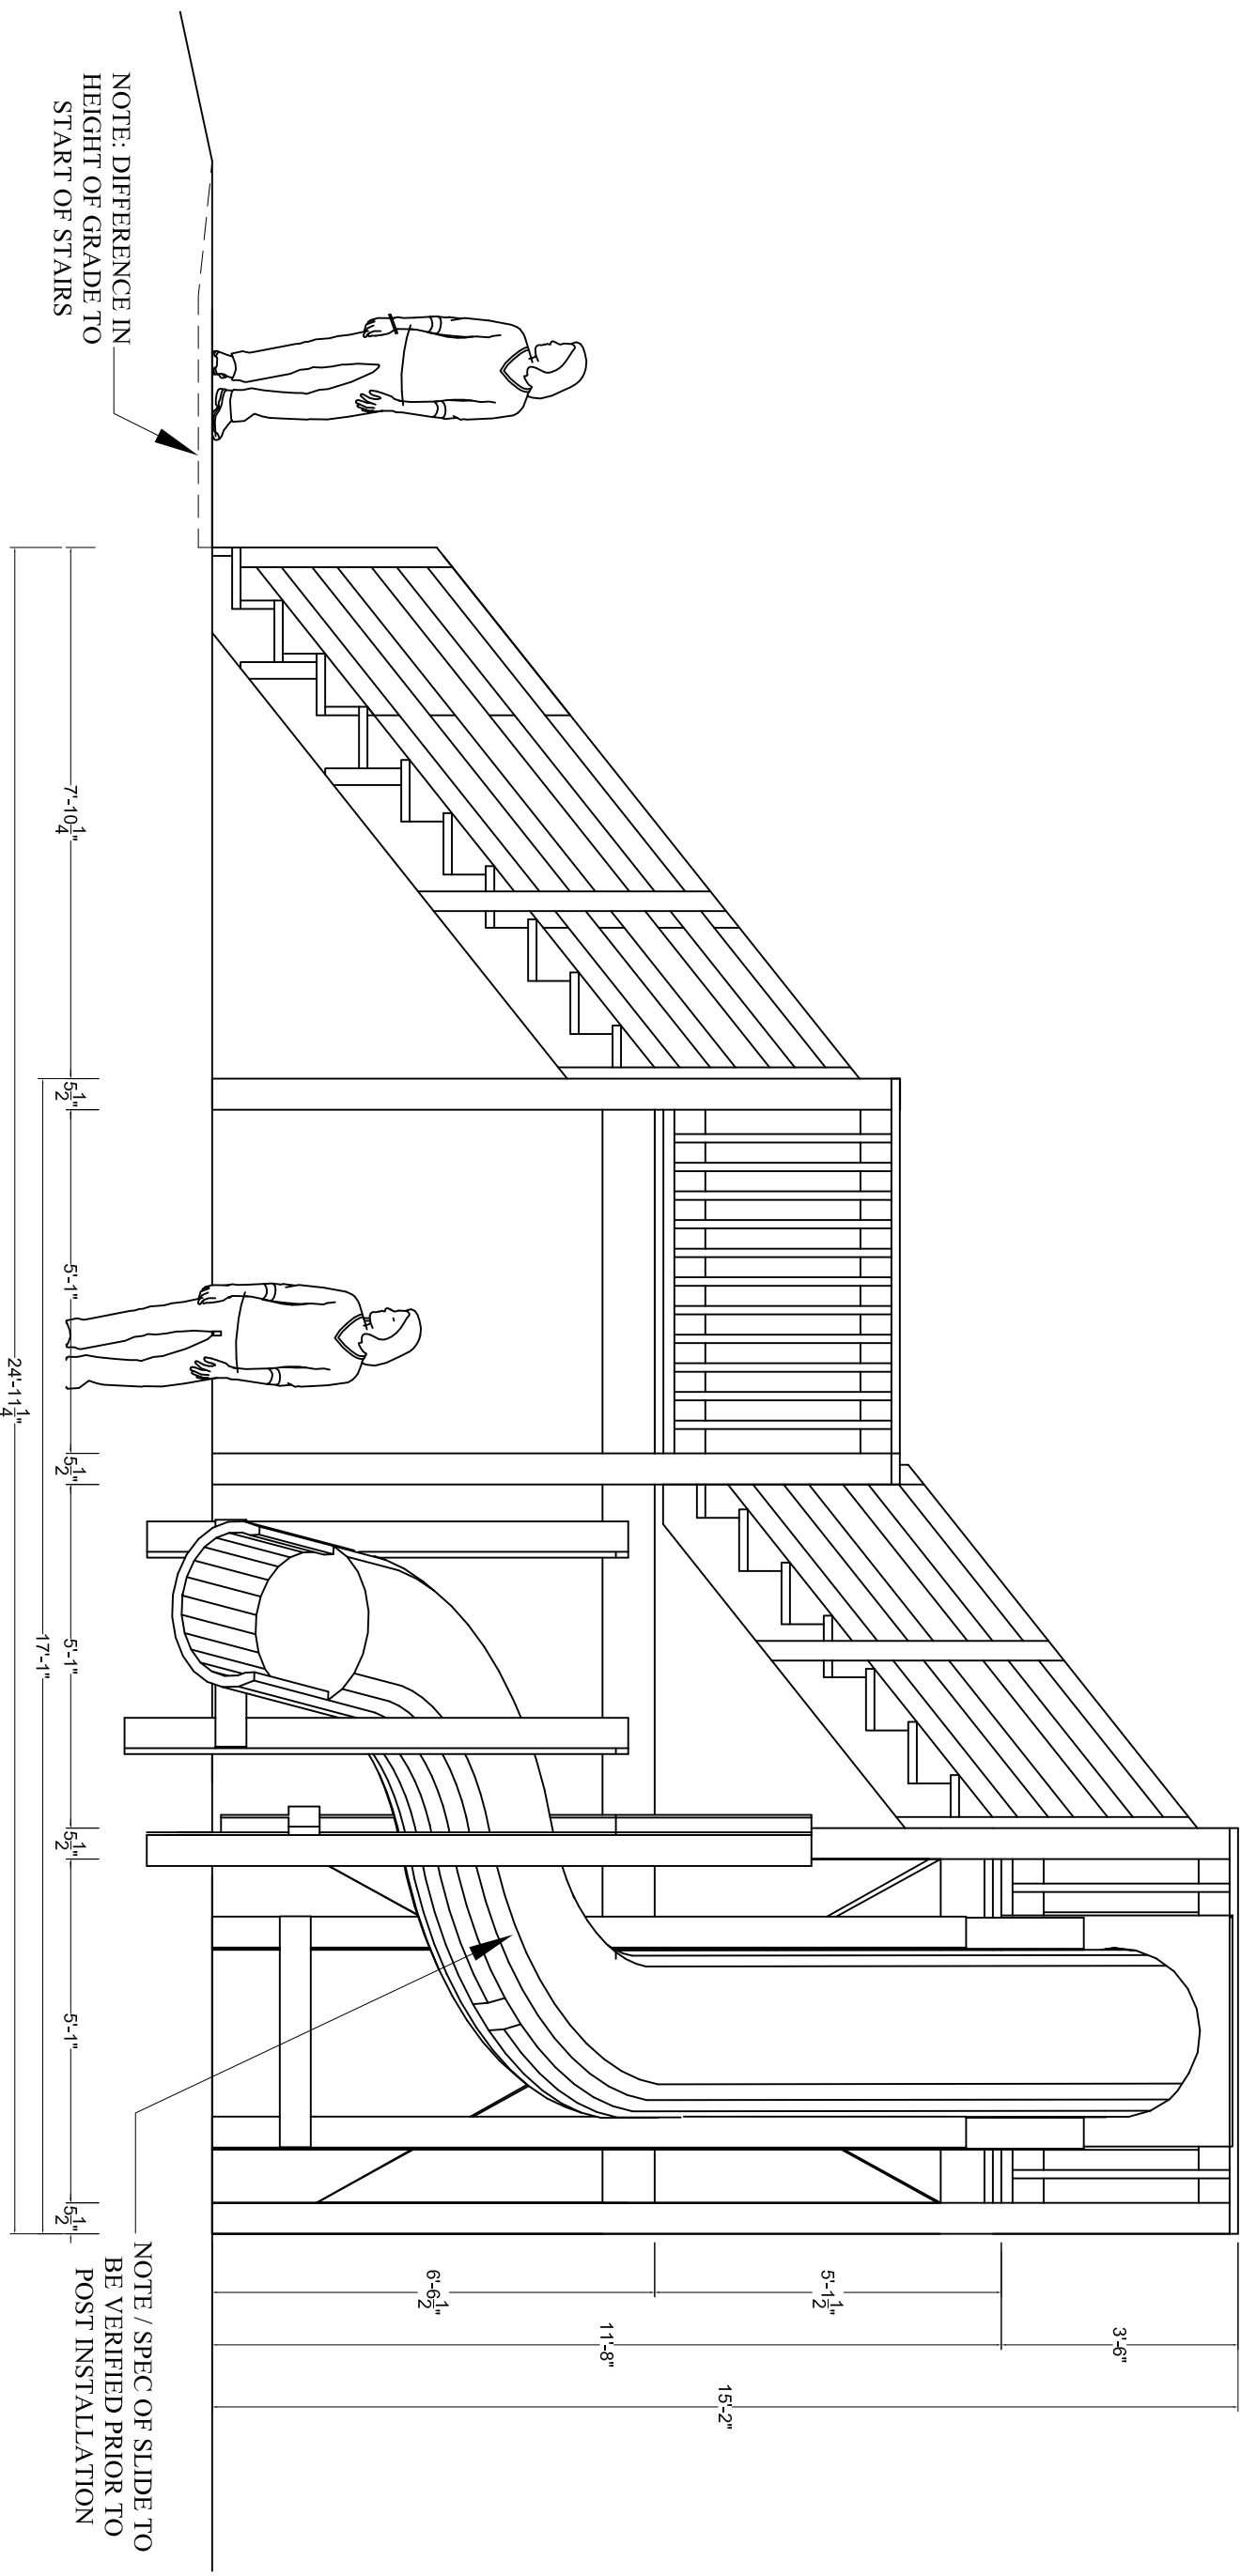 NOTE: DIFFERENCE IN
HEIGHT OF GRADE TO
START OF STAIRS
7'-10 1/4"
5 1/2"
5'-1"
5 1/2"
5'-1"
5 1/2"
5'-1"
5 1/2"
17'-1"
24'-11 1/4"
3'-6"
5'-1 1/2"
6'-6 1/2"
11'-8"
15'-2"
NOTE / SPEC OF SLIDE TO
BE VERIFIED PRIOR TO
POST INSTALLATION